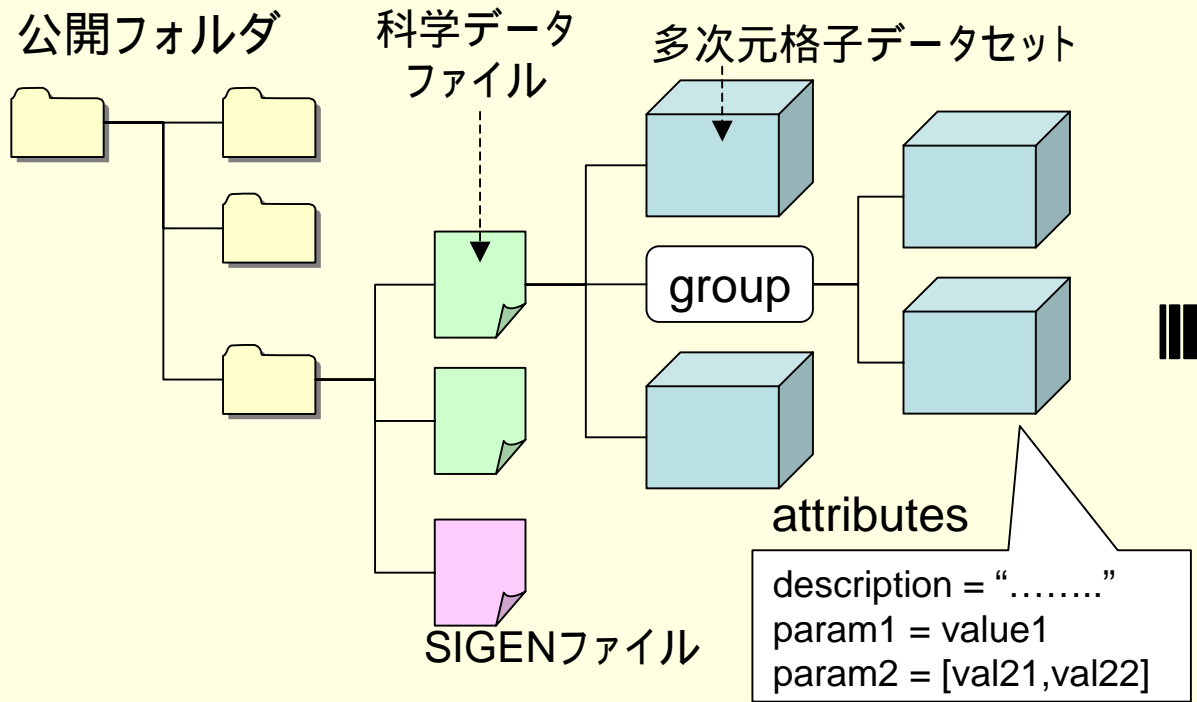 公開フォルダ
科学データ
ファイル
多次元格子データセット
group
SIGENファイル
attributes
description = “……..”
param1 = value1
param2 = [val21,val22]